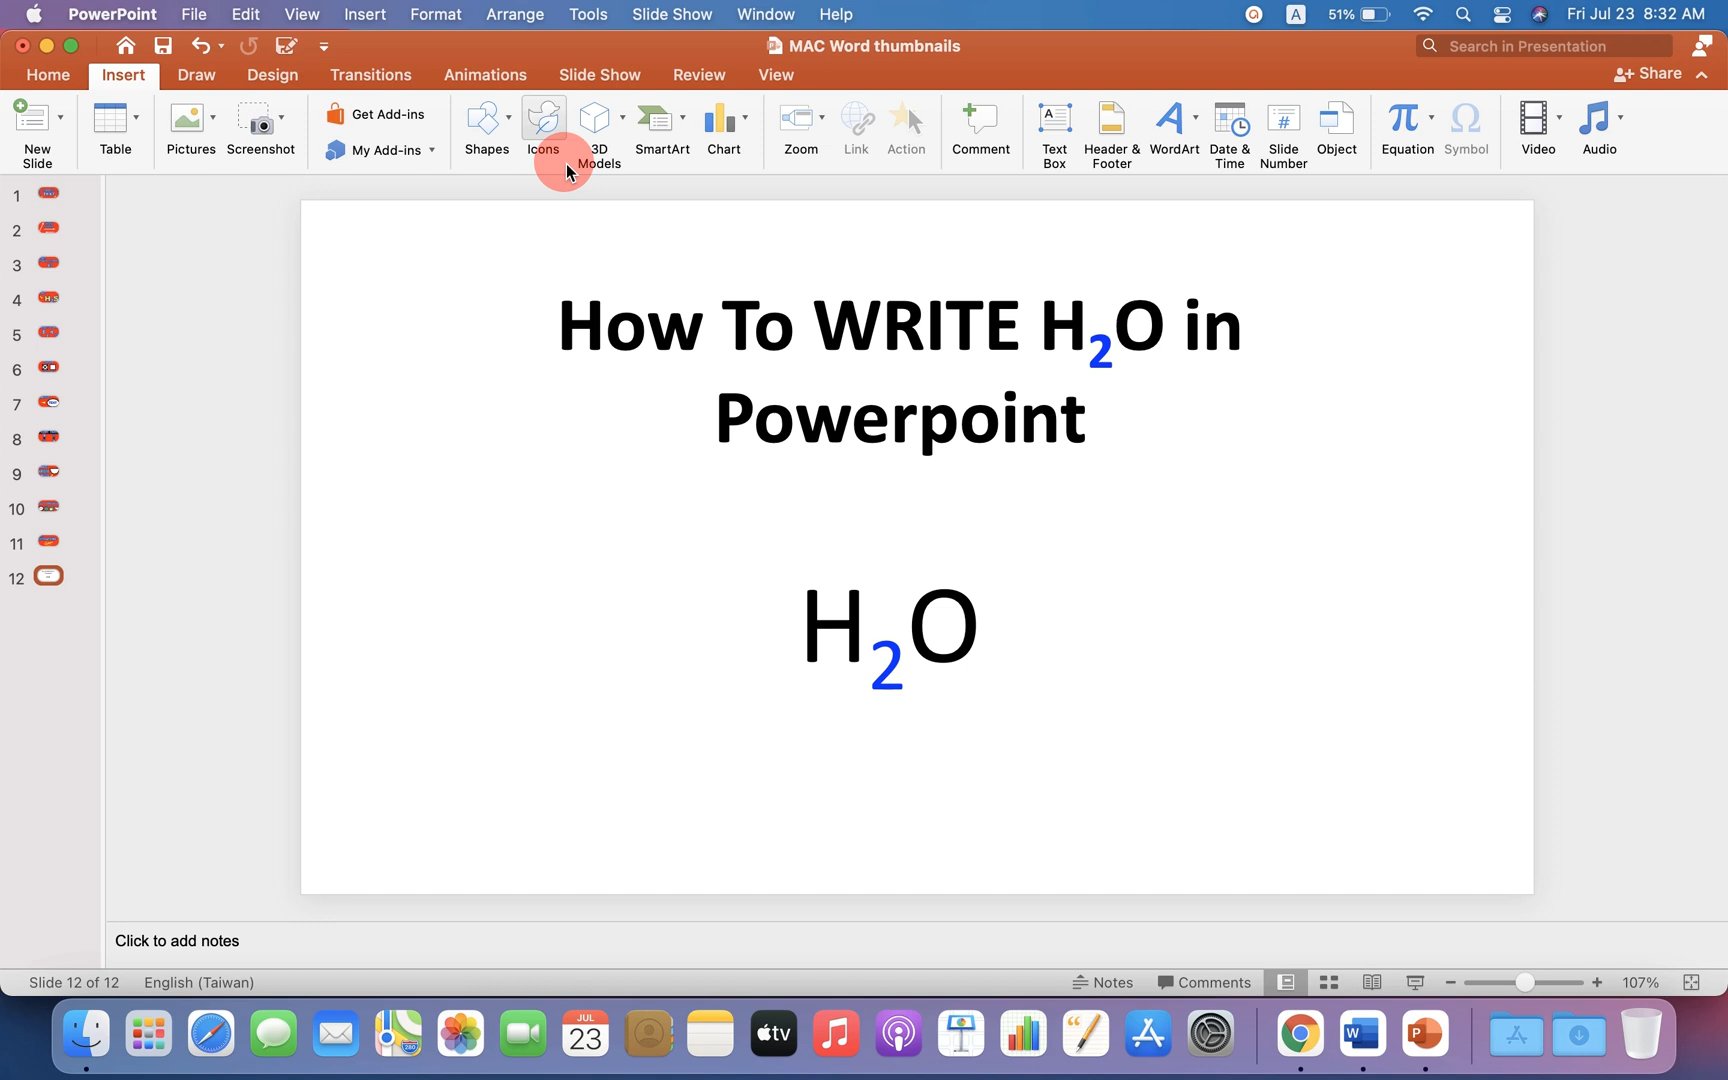 PowerPoint File Edit View Insert Format Arrange Tools Slide Show Window Help A 51% Fri Jul 23 8:32 AM
MAC Word thumbnails Search in Presentation
Home Insert Draw Design Transitions Animations Slide Show Review View Share
New Slide
Table
Pictures
Screenshot
Get Add-ins
My Add-ins
Shapes
Icons
3D Models
SmartArt
Chart
Zoom
Link
Action
Comment
Text Box
Header & Footer
WordArt
Date & Time
Slide Number
Object
Equation
Symbol
Video
Audio
1
2
3
4
5
6
7
8
9
10
11
12
How To WRITE H₂O in
Powerpoint
H₂O
Click to add notes
Slide 12 of 12 English (Taiwan) Notes Comments 107%
JUL
23
tv
W
P